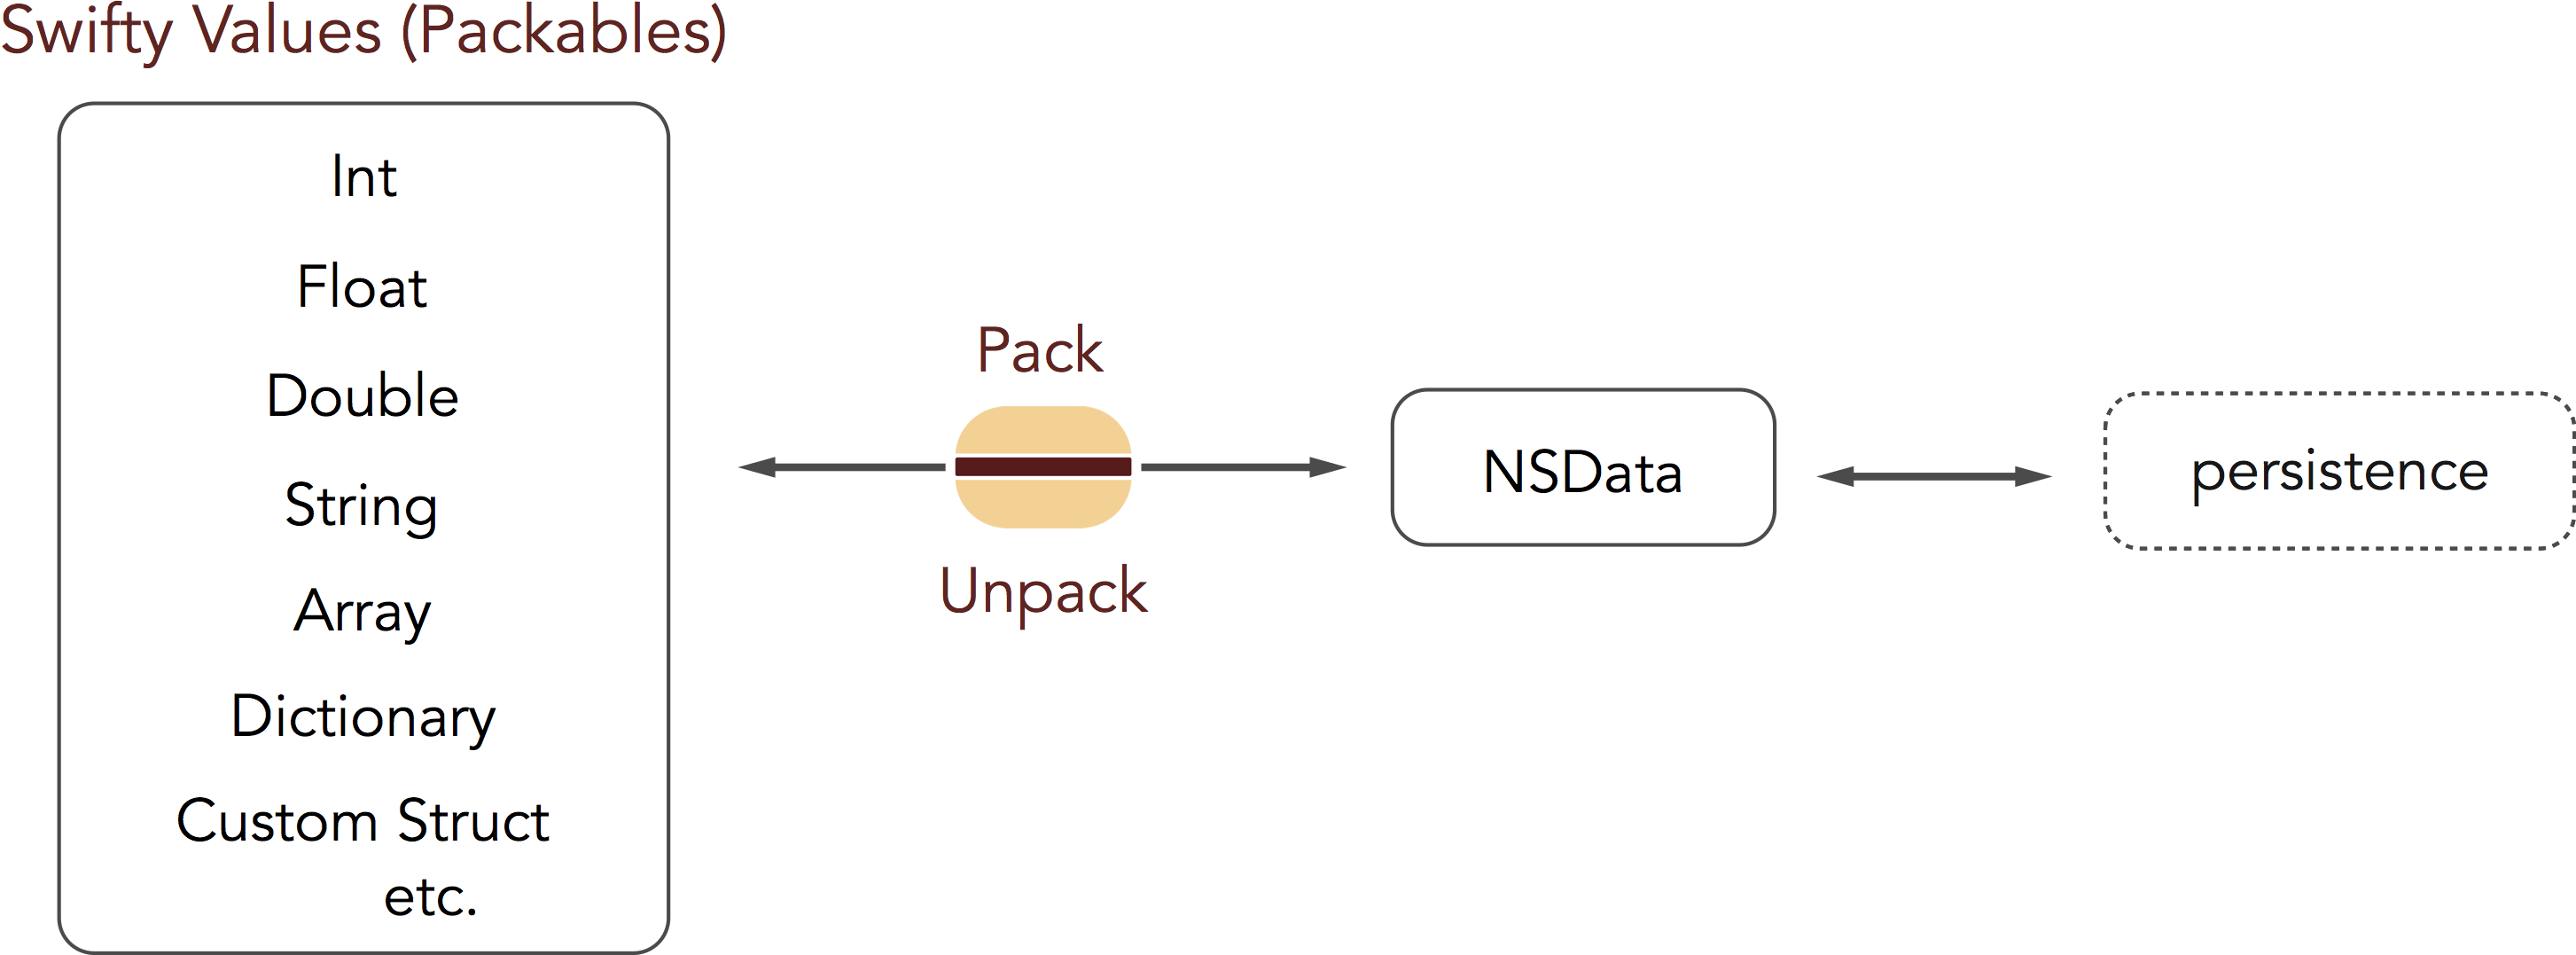 Swifty Values (Packables)
Int
Float
Double
String
Array
Dictionary
Custom Struct
etc.
Pack
Unpack
NSData
persistence